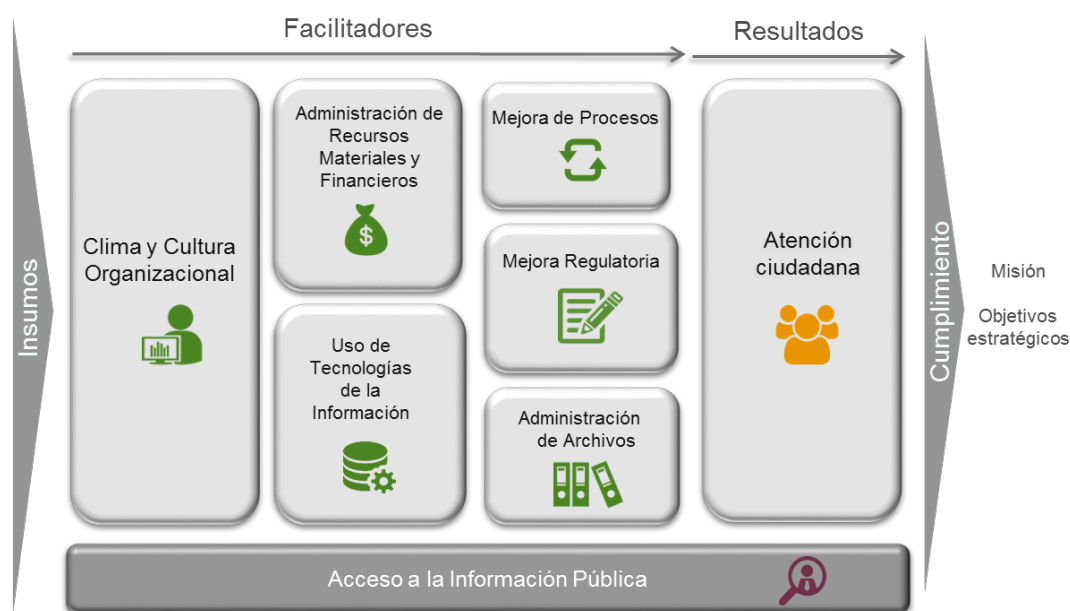 Facilitadores
Resultados
Insumos
Clima y Cultura
Organizacional
Administración de
Recursos
Materiales y
Financieros
$
Uso de
Tecnologías
de la
Información
Mejora de Procesos
Mejora Regulatoria
Administración
de Archivos
Atención
ciudadana
Cumplimiento
Misión
Objetivos
estratégicos
Acceso a la Información Pública